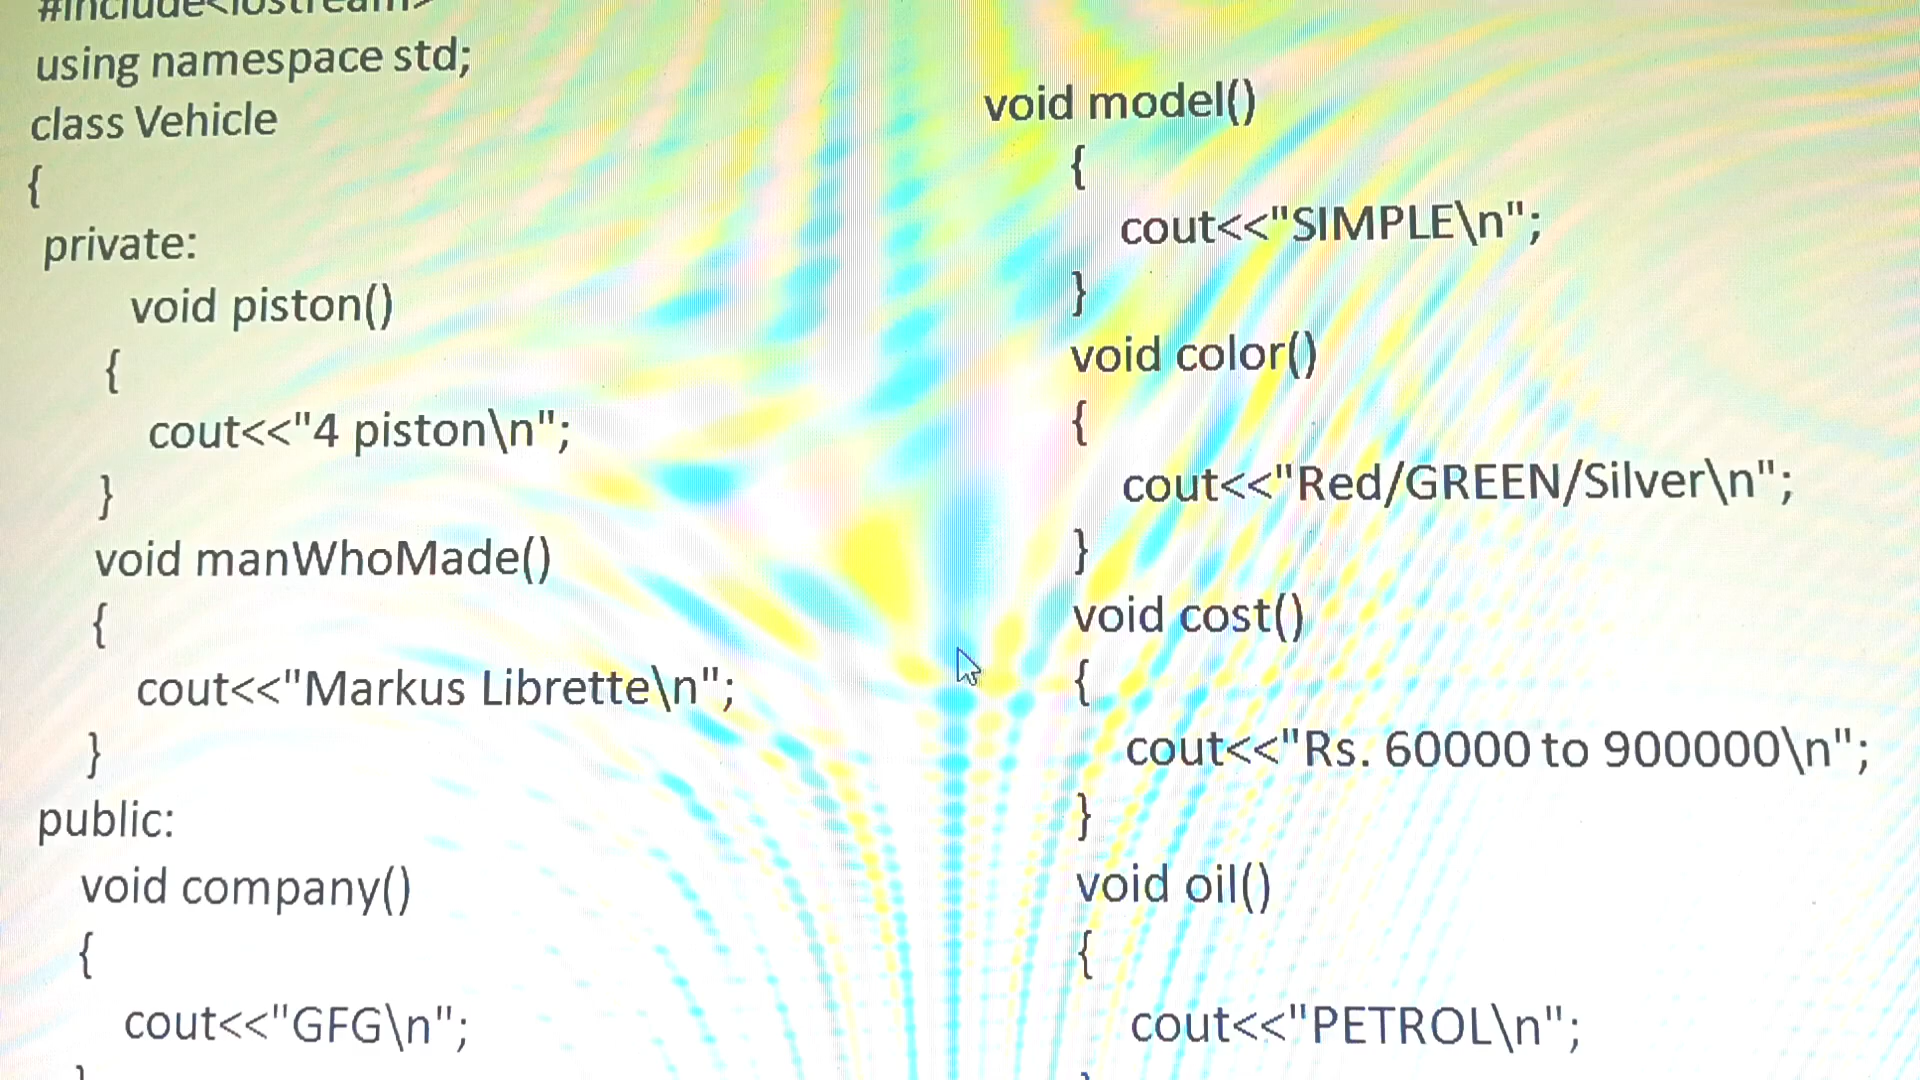 #include<iostream>
using namespace std;
class Vehicle
{
private:
void piston()
{
cout<<"4 piston\n";
}
void manWhoMade()
{
cout<<"Markus Librette\n";
}
public:
void company()
{
cout<<"GFG\n";
}
void model()
{
cout<<"SIMPLE\n";
}
void color()
{
cout<<"Red/GREEN/Silver\n";
}
void cost()
{
cout<<"Rs. 60000 to 900000\n";
}
void oil()
{
cout<<"PETROL\n";
}